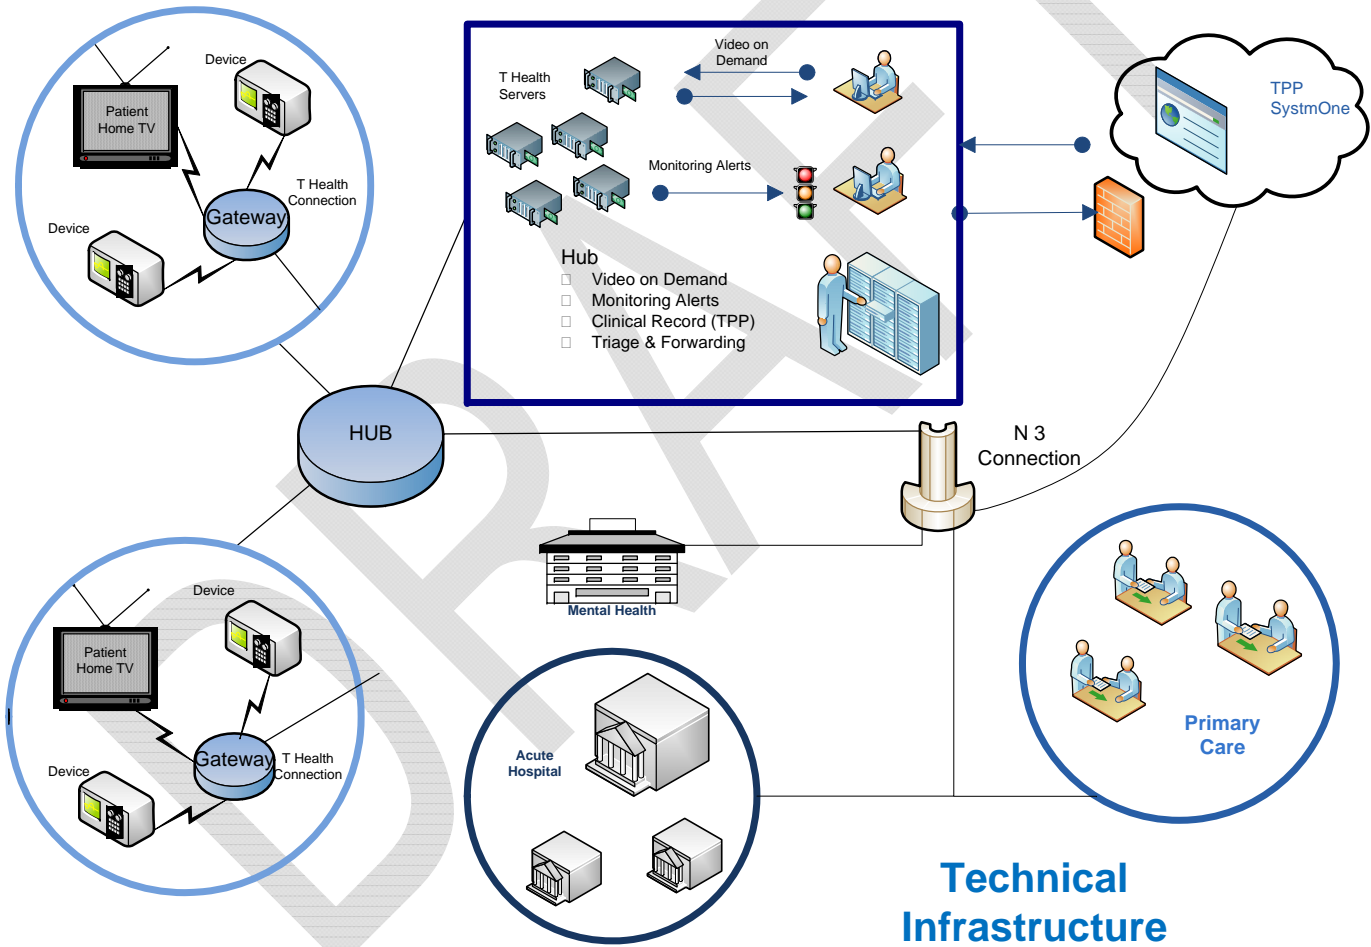 Device
Patient
Home TV
T Health
Connection
Gateway
Device
T Health
Servers
Video on
Demand
Monitoring Alerts
Hub
Video on Demand
Monitoring Alerts
Clinical Record (TPP)
Triage & Forwarding
TPP
SystmOne
HUB
N 3
Connection
Mental Health
Device
Patient
Home TV
Gateway
T Health
Connection
Device
Acute
Hospital
Primary
Care
Technical
Infrastructure
DRAFT